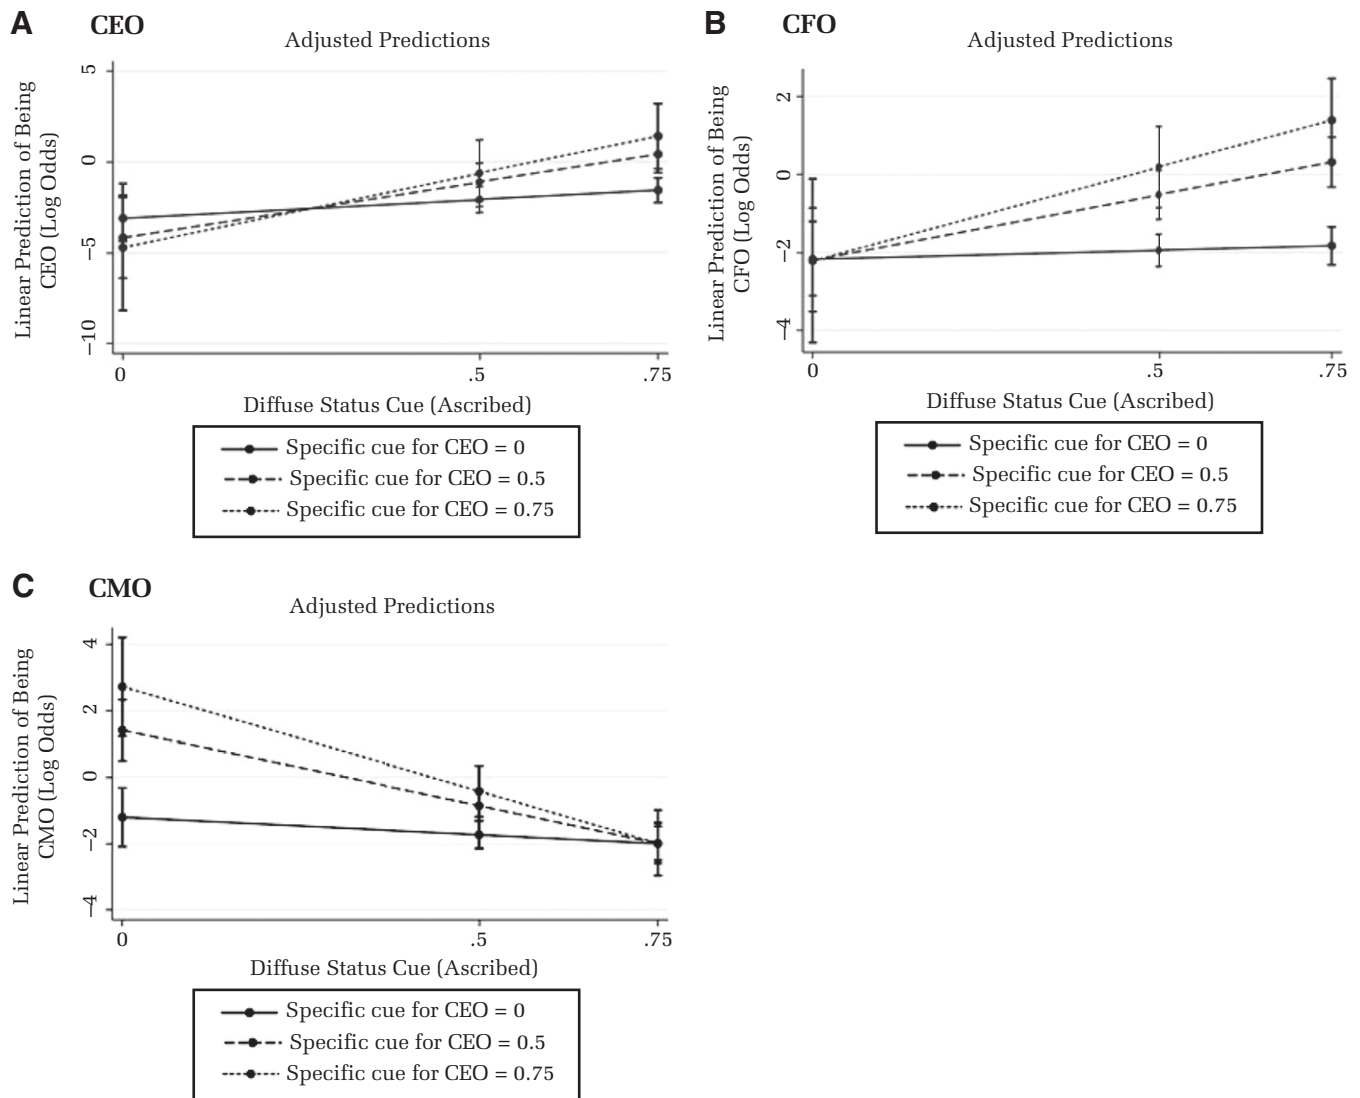 A CEO
Adjusted Predictions
Linear Prediction of Being
CEO (Log Odds)
5
0
−5
−10
0 .5 .75
Diffuse Status Cue (Ascribed)
Specific cue for CEO = 0
Specific cue for CEO = 0.5
Specific cue for CEO = 0.75
B CFO
Adjusted Predictions
Linear Prediction of Being
CFO (Log Odds)
2
0
−2
−4
0 .5 .75
Diffuse Status Cue (Ascribed)
Specific cue for CEO = 0
Specific cue for CEO = 0.5
Specific cue for CEO = 0.75
C CMO
Adjusted Predictions
Linear Prediction of Being
CMO (Log Odds)
4
2
0
−2
−4
0 .5 .75
Diffuse Status Cue (Ascribed)
Specific cue for CEO = 0
Specific cue for CEO = 0.5
Specific cue for CEO = 0.75